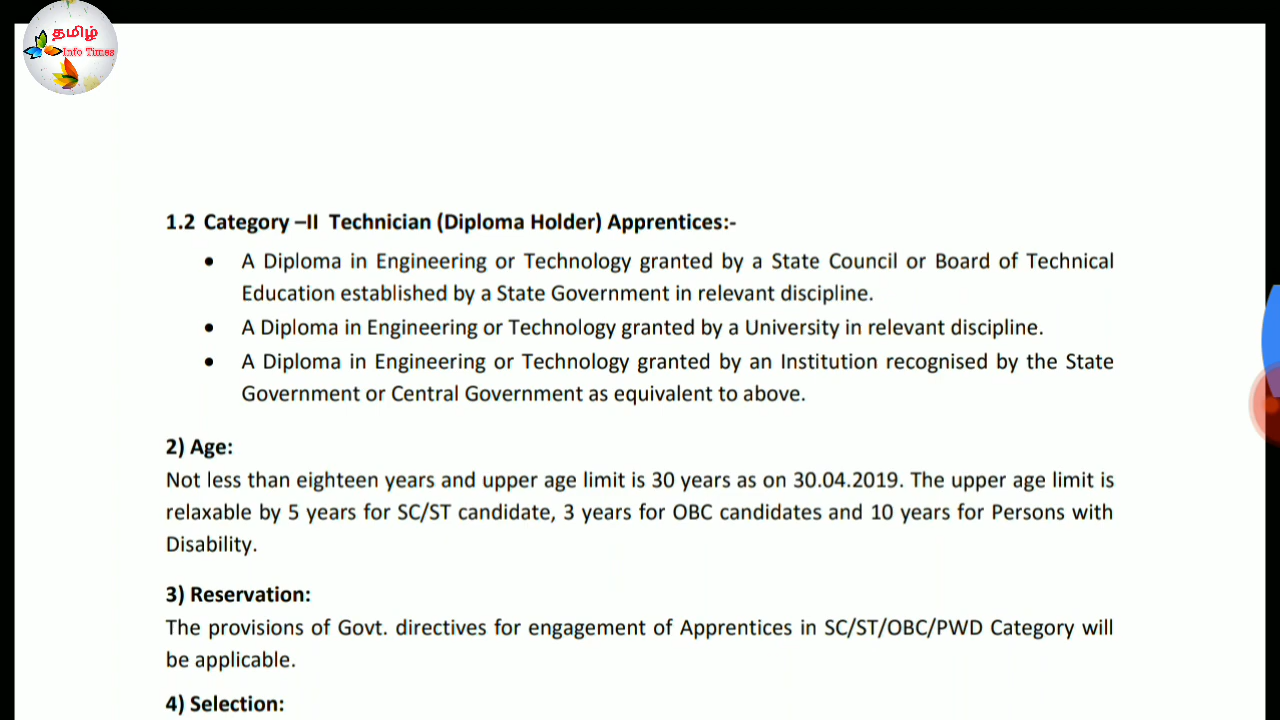 தமிழ்
Info Times
1.2 Category –II Technician (Diploma Holder) Apprentices:-
• A Diploma in Engineering or Technology granted by a State Council or Board of Technical
Education established by a State Government in relevant discipline.
• A Diploma in Engineering or Technology granted by a University in relevant discipline.
• A Diploma in Engineering or Technology granted by an Institution recognised by the State
Government or Central Government as equivalent to above.
2) Age:
Not less than eighteen years and upper age limit is 30 years as on 30.04.2019. The upper age limit is
relaxable by 5 years for SC/ST candidate, 3 years for OBC candidates and 10 years for Persons with
Disability.
3) Reservation:
The provisions of Govt. directives for engagement of Apprentices in SC/ST/OBC/PWD Category will
be applicable.
4) Selection: